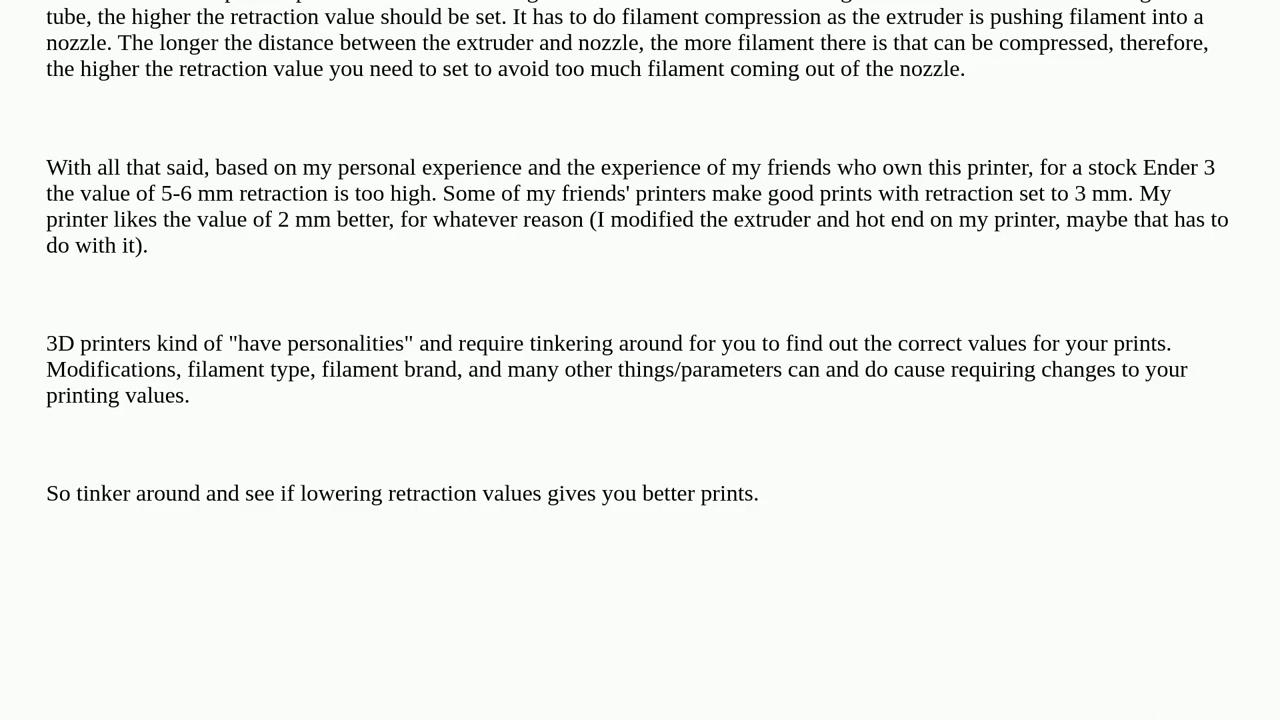 tube, the higher the retraction value should be set. It has to do filament compression as the extruder is pushing filament into a
nozzle. The longer the distance between the extruder and nozzle, the more filament there is that can be compressed, therefore,
the higher the retraction value you need to set to avoid too much filament coming out of the nozzle.
With all that said, based on my personal experience and the experience of my friends who own this printer, for a stock Ender 3
the value of 5-6 mm retraction is too high. Some of my friends' printers make good prints with retraction set to 3 mm. My
printer likes the value of 2 mm better, for whatever reason (I modified the extruder and hot end on my printer, maybe that has to
do with it).
3D printers kind of "have personalities" and require tinkering around for you to find out the correct values for your prints.
Modifications, filament type, filament brand, and many other things/parameters can and do cause requiring changes to your
printing values.
So tinker around and see if lowering retraction values gives you better prints.